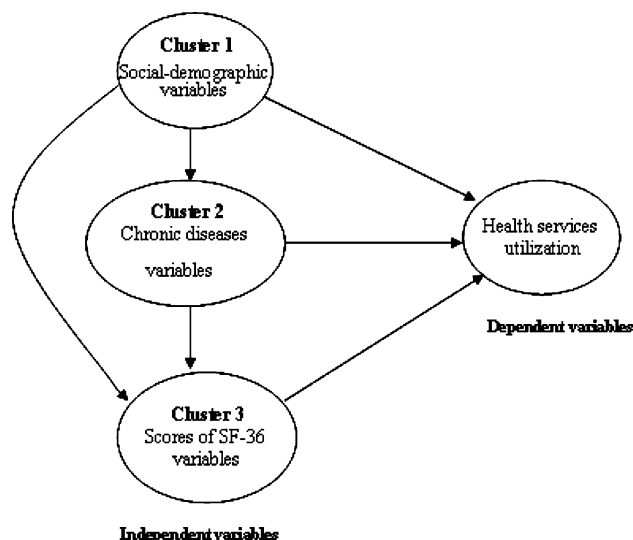 Cluster 1
Social-demographic
variables
Cluster 2
Chronic diseases
variables
Health services
utilization
Dependent variables
Cluster 3
Scores of SF-36
variables
Independent variables